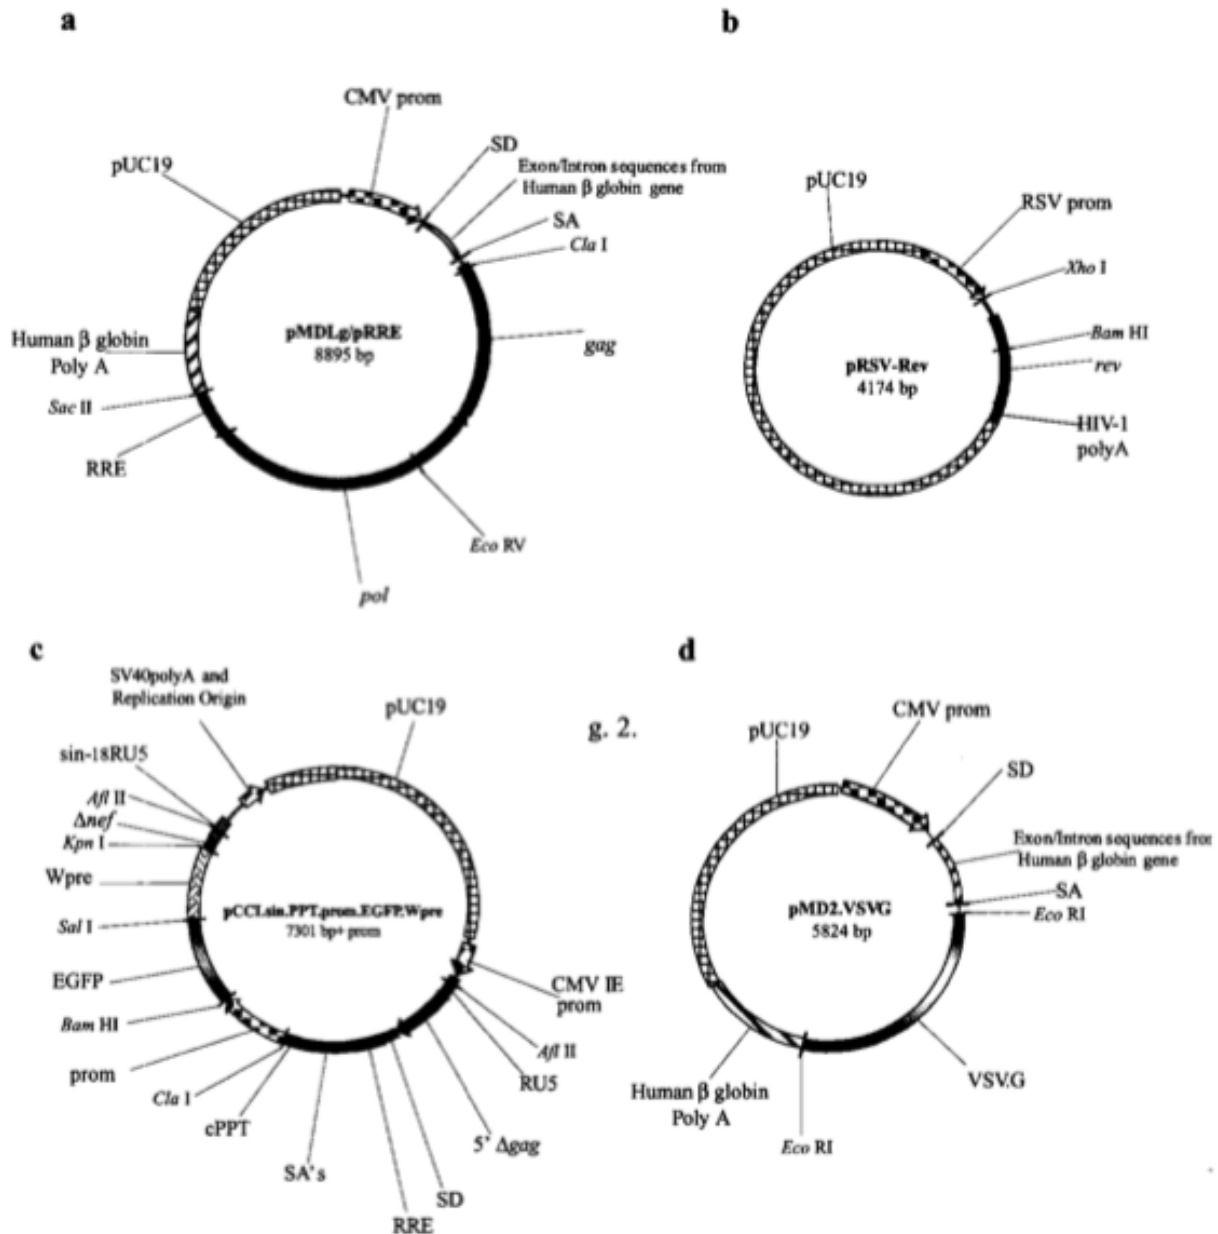 a
CMV prom
SD
Exon/Intron sequences from
Human β globin gene
SA
Cla I
gag
Eco RV
pol
RRE
Sac II
Human β globin
Poly A
pUC19
pMDLg/pRRE
8895 bp
b
pUC19
RSV prom
Xho I
Bam HI
rev
HIV-1
polyA
pRSV-Rev
4174 bp
c
SV40polyA and
Replication Origin
pUC19
sin-18RU5
Afl II
Δnef
Kpn I
Wpre
Sal I
EGFP
Bam HI
prom
Cla I
cPPT
SA's
RRE
SD
5' Δgag
RU5
Afl II
CMV IE
prom
pCCLsin.PPT.prom.EGFP.Wpre
7301 bp+ prom
g. 2.
d
pUC19
CMV prom
SD
Exon/Intron sequences fro
Human β globin gene
SA
Eco RI
VSV.G
Eco RI
Human β globin
Poly A
pMD2.VSVG
5824 bp